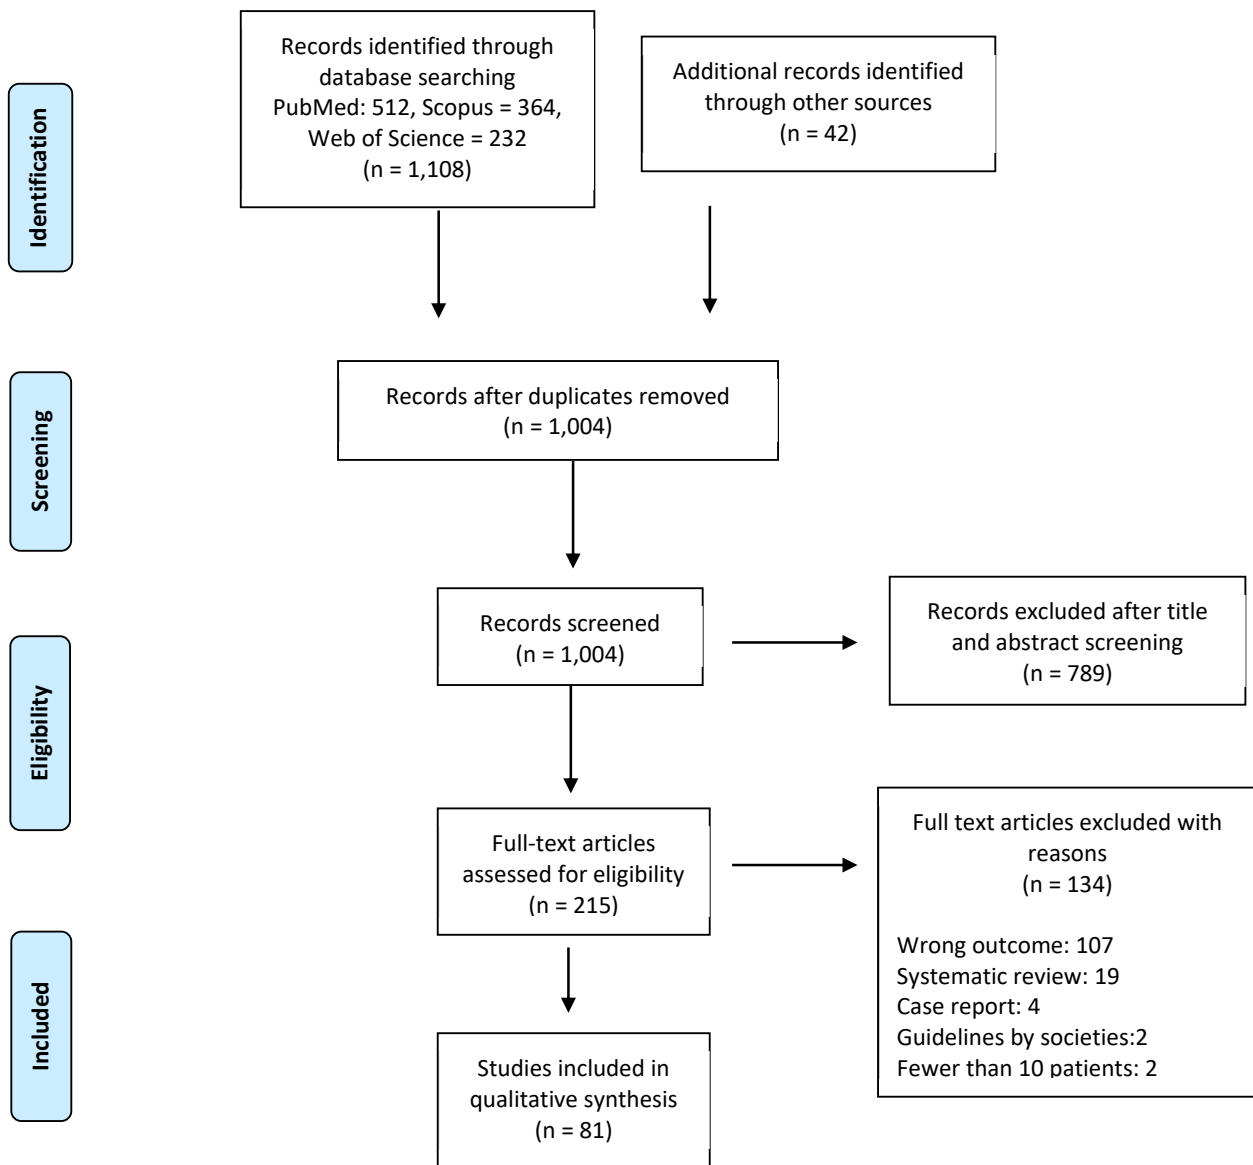 Identification
Records identified through
database searching
PubMed: 512, Scopus = 364,
Web of Science = 232
(n = 1,108)
Additional records identified
through other sources
(n = 42)
Screening
Records after duplicates removed
(n = 1,004)
Records screened
(n = 1,004)
Records excluded after title
and abstract screening
(n = 789)
Eligibility
Full-text articles
assessed for eligibility
(n = 215)
Full text articles excluded with
reasons
(n = 134)
Wrong outcome: 107
Systematic review: 19
Case report: 4
Guidelines by societies:2
Fewer than 10 patients: 2
Included
Studies included in
qualitative synthesis
(n = 81)